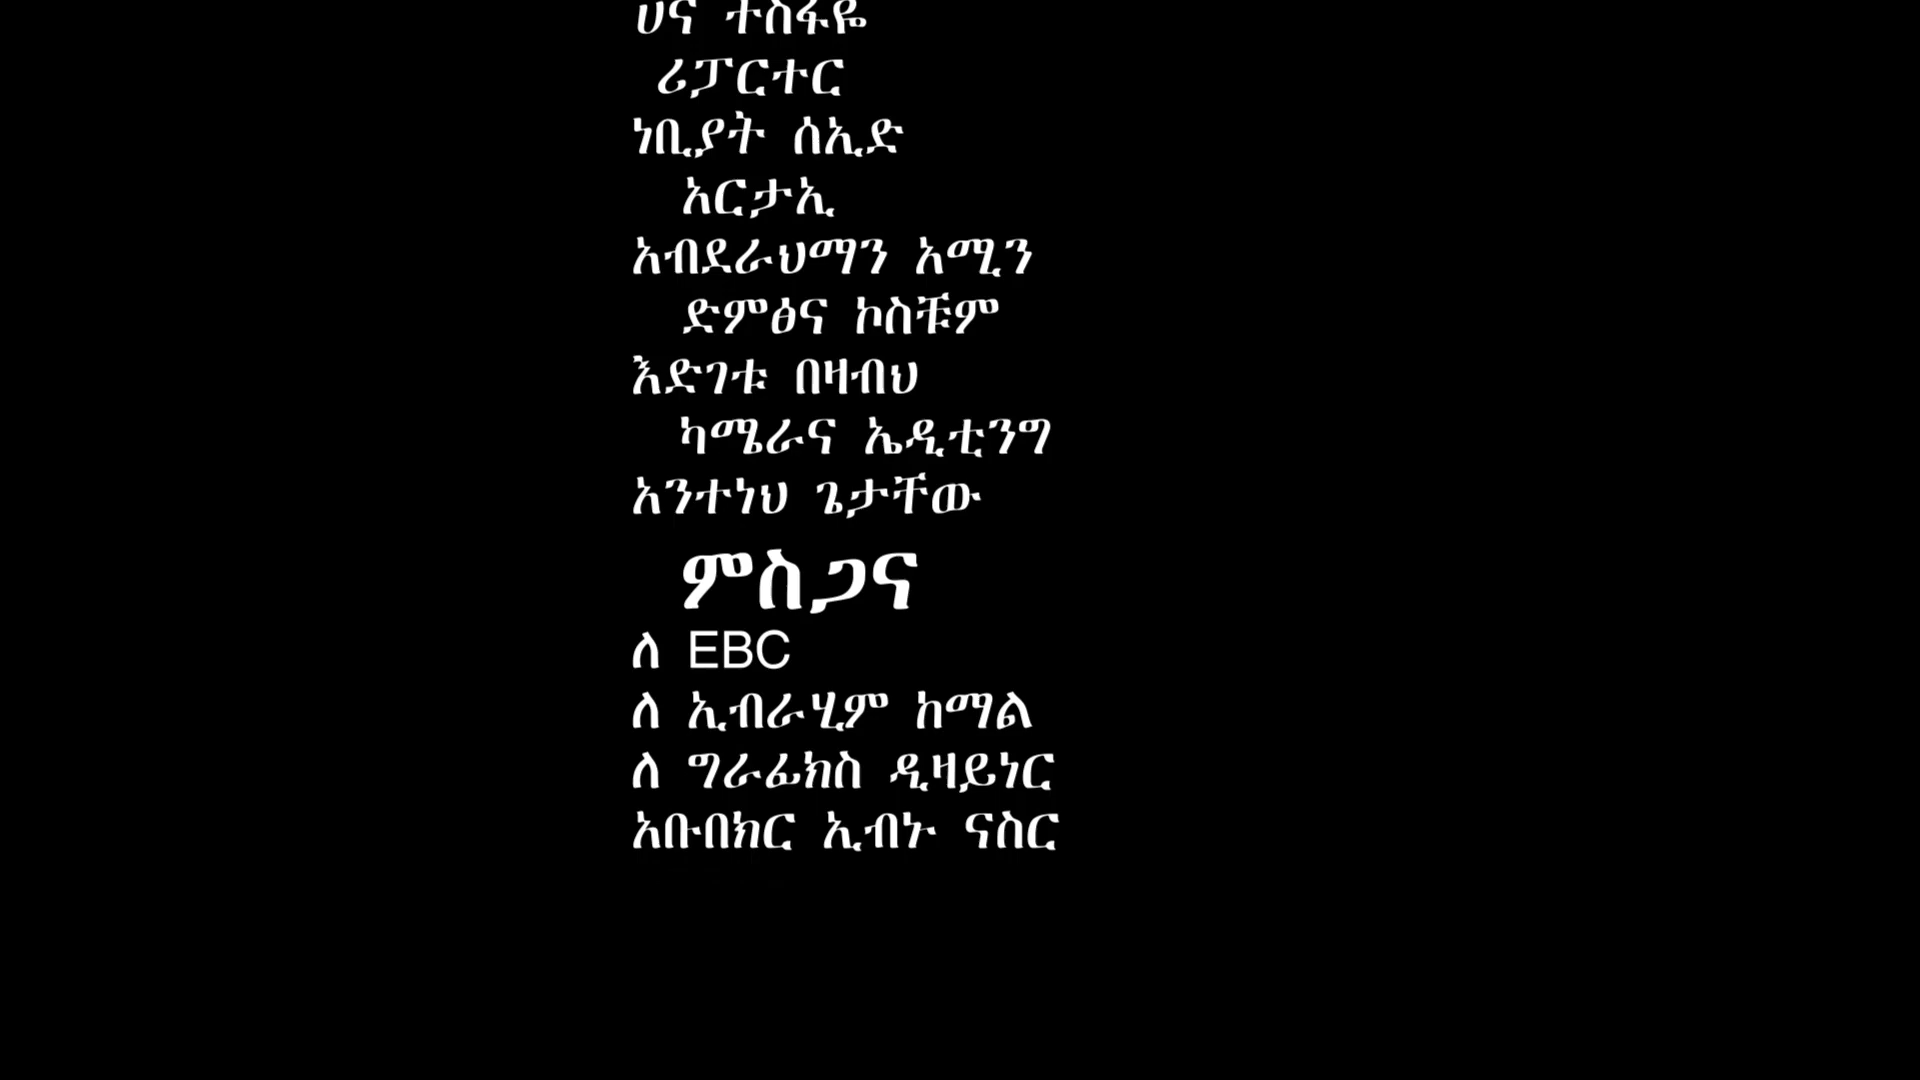 ሀና ተስፋዬ
ሪፓርተር
ነቢያት ሰኢድ
አርታኢ
አብደራህማን አሚን
ድምፅና ኮስቹም
እድገቱ በዛብህ
ካሜራና ኤዲቲንግ
አንተነህ ጌታቸው
ምስጋና
ለ EBC
ለ ኢብራሂም ከማል
ለ ግራፊክስ ዲዛይነር
አቡበክር ኢብኑ ናስር